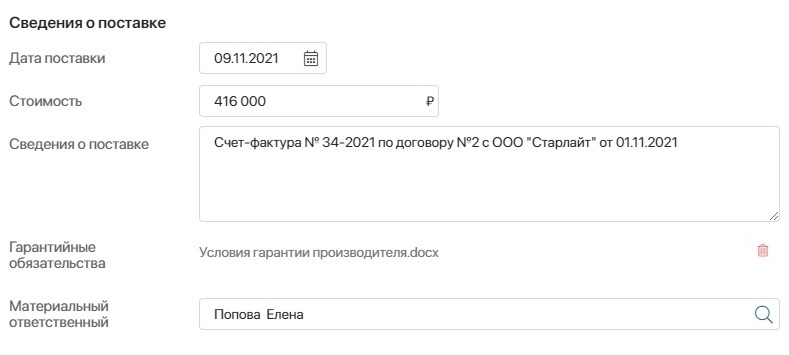 Сведения о поставке
Дата поставки
09.11.2021
Стоимость
416 000 ₽
Сведения о поставке
Счет-фактура № 34-2021 по договору №2 с ООО "Старлайт" от 01.11.2021
Гарантийные
обязательства
Условия гарантии производителя.docx
Материальный
ответственный
Попова Елена